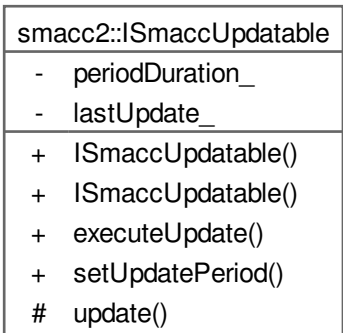 smacc2::ISmaccUpdatable
- periodDuration_
- lastUpdate_
+ ISmaccUpdatable()
+ ISmaccUpdatable()
+ executeUpdate()
+ setUpdatePeriod()
# update()